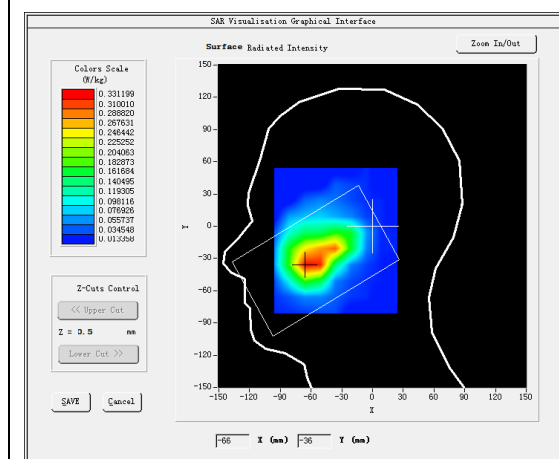 SAR Visualisation Graphical Interface
Surface Radiated Intensity
Zoom In/Out
Colors Scale
(W/kg)
0.331199
0.310010
0.288820
0.267631
0.246442
0.225252
0.204063
0.182873
0.161684
0.140495
0.119305
0.098116
0.076926
0.055737
0.034548
0.013358
Z-Cuts Control
<< Upper Cut
Z = 0.5 mm
Lower Cut >>
SAVE Cancel
150
120
90
60
30
0
-30
-60
-90
-120
-150
Y
-150 -120 -90 -60 -30 0 30 60 90 120 150
X
-66 X (mm) -36 Y (mm)